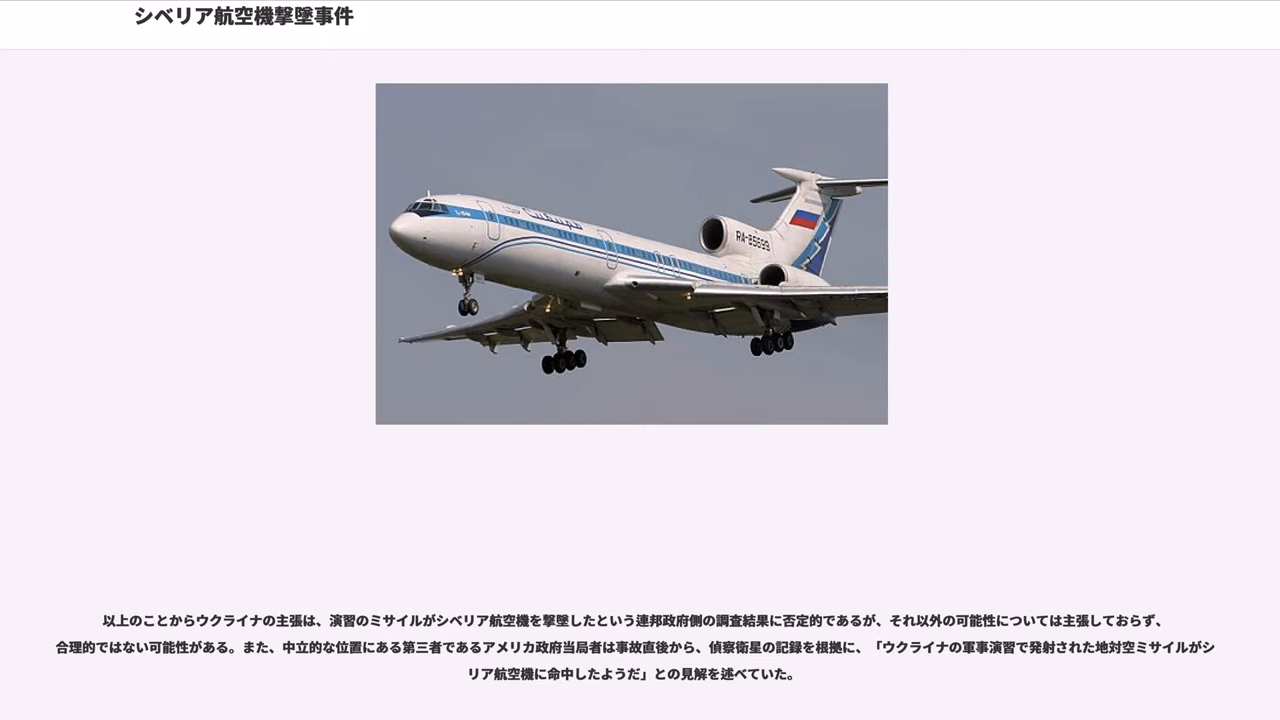 シベリア航空機撃墜事件
Сибирь
RA-85699
以上のことからウクライナの主張は、演習のミサイルがシベリア航空機を撃墜したという連邦政府側の調査結果に否定的であるが、それ以外の可能性については主張しておらず、
合理的ではない可能性がある。また、中立的な位置にある第三者であるアメリカ政府当局者は事故直後から、偵察衛星の記録を根拠に、「ウクライナの軍事演習で発射された地対空ミサイルがシ
リア航空機に命中したようだ」との見解を述べていた。